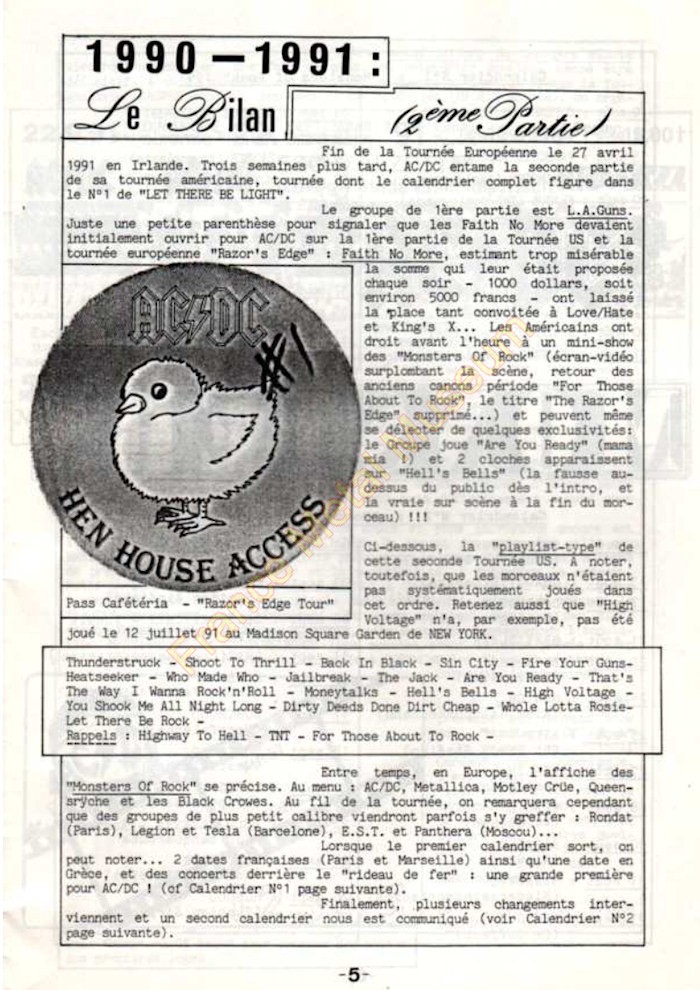 1990 — 1991 :
Le Bilan
(2ème Partie)
Fin de la Tournée Européenne le 27 avril
1991 en Irlande. Trois semaines plus tard, AC/DC entame la seconde partie
de sa tournée américaine, tournée dont le calendrier complet figure dans
le N°1 de "LET THERE BE LIGHT".
Le groupe de 1ère partie est L.A.Guns.
Juste une petite parenthèse pour signaler que les Faith No More devaient
initialement ouvrir pour AC/DC sur la 1ère partie de la Tournée US et la
tournée européenne "Razor's Edge" : Faith No More, estimant trop misérable
la somme qui leur était proposée
chaque soir - 1000 dollars, soit
environ 5000 francs - ont laissé
la place tant convoitée à Love/Hate
et King's X... Les Américains ont
droit avant l'heure à un mini-show
des "Monsters Of Rock" (écran-vidéo
surplombant la scène, retour des
anciens canons période "For Those
About To Rock", le titre "The Razor's
Edge" supprimé...) et peuvent même
se délecter de quelques exclusivités:
le Groupe joue "Are You Ready" (mama
mia !) et 2 cloches apparaissent
sur "Hell's Bells" (la fausse au-
dessus du public dès l'intro, et
la vraie sur scène à la fin du mor-
ceau) !!!
AC/DC
#1
HEN HOUSE ACCESS
Pass Cafétéria - "Razor's Edge Tour"
Ci-dessous, la "playlist-type" de
cette seconde Tournée US. A noter,
toutefois, que les morceaux n'étaient
pas systématiquement joués dans
cet ordre. Retenez aussi que "High
Voltage" n'a, par exemple, pas été
joué le 12 juillet 91 au Madison Square Garden de NEW YORK.
Thunderstruck - Shoot To Thrill - Back In Black - Sin City - Fire Your Guns-
Heatseeker - Who Made Who - Jailbreak - The Jack - Are You Ready - That's
The Way I Wanna Rock'n'Roll - Moneytalks - Hell's Bells - High Voltage -
You Shook Me All Night Long - Dirty Deeds Done Dirt Cheap - Whole Lotta Rosie-
Let There Be Rock -
Rappels : Highway To Hell - TNT - For Those About To Rock -
Entre temps, en Europe, l'affiche des
"Monsters Of Rock" se précise. Au menu : AC/DC, Metallica, Motley Crüe, Queen-
srÿche et les Black Crowes. Au fil de la tournée, on remarquera cependant
que des groupes de plus petit calibre viendront parfois s'y greffer : Rondat
(Paris), Legion et Tesla (Barcelone), E.S.T. et Panthera (Moscou)...
Lorsque le premier calendrier sort, on
peut noter... 2 dates françaises (Paris et Marseille) ainsi qu'une date en
Grèce, et des concerts derrière le "rideau de fer" : une grande première
pour AC/DC ! (cf Calendrier N°1 page suivante).
Finalement, plusieurs changements inter-
viennent et un second calendrier nous est communiqué (voir Calendrier N°2
page suivante).
-5-